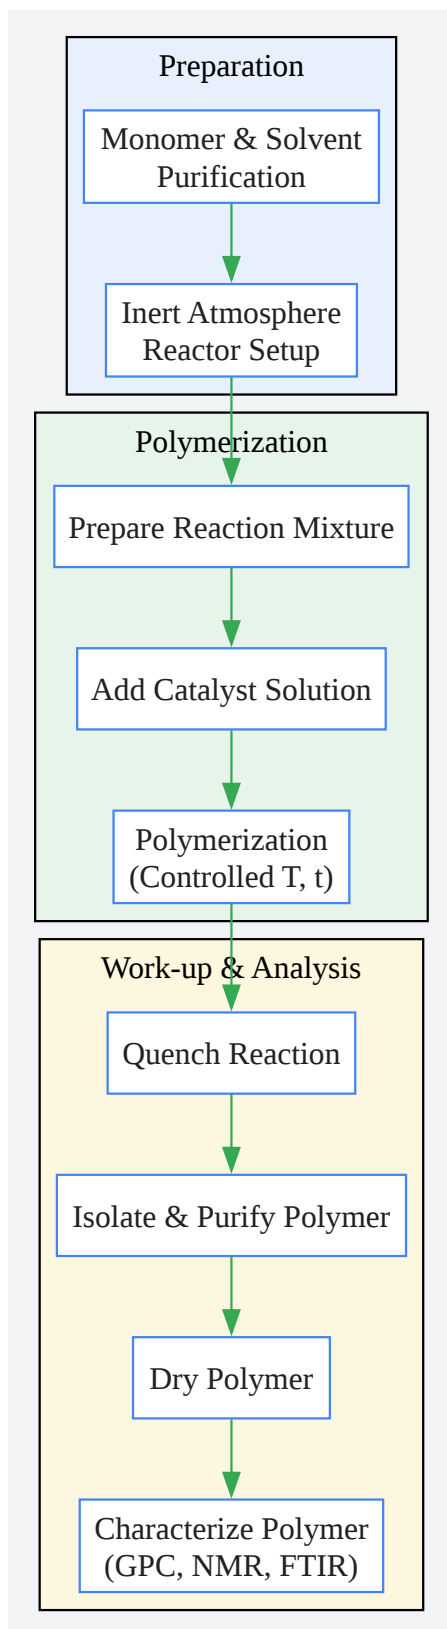 Preparation
Monomer & Solvent
Purification
Inert Atmosphere
Reactor Setup
Polymerization
Prepare Reaction Mixture
Add Catalyst Solution
Polymerization
(Controlled T, t)
Work-up & Analysis
Quench Reaction
Isolate & Purify Polymer
Dry Polymer
Characterize Polymer
(GPC, NMR, FTIR)